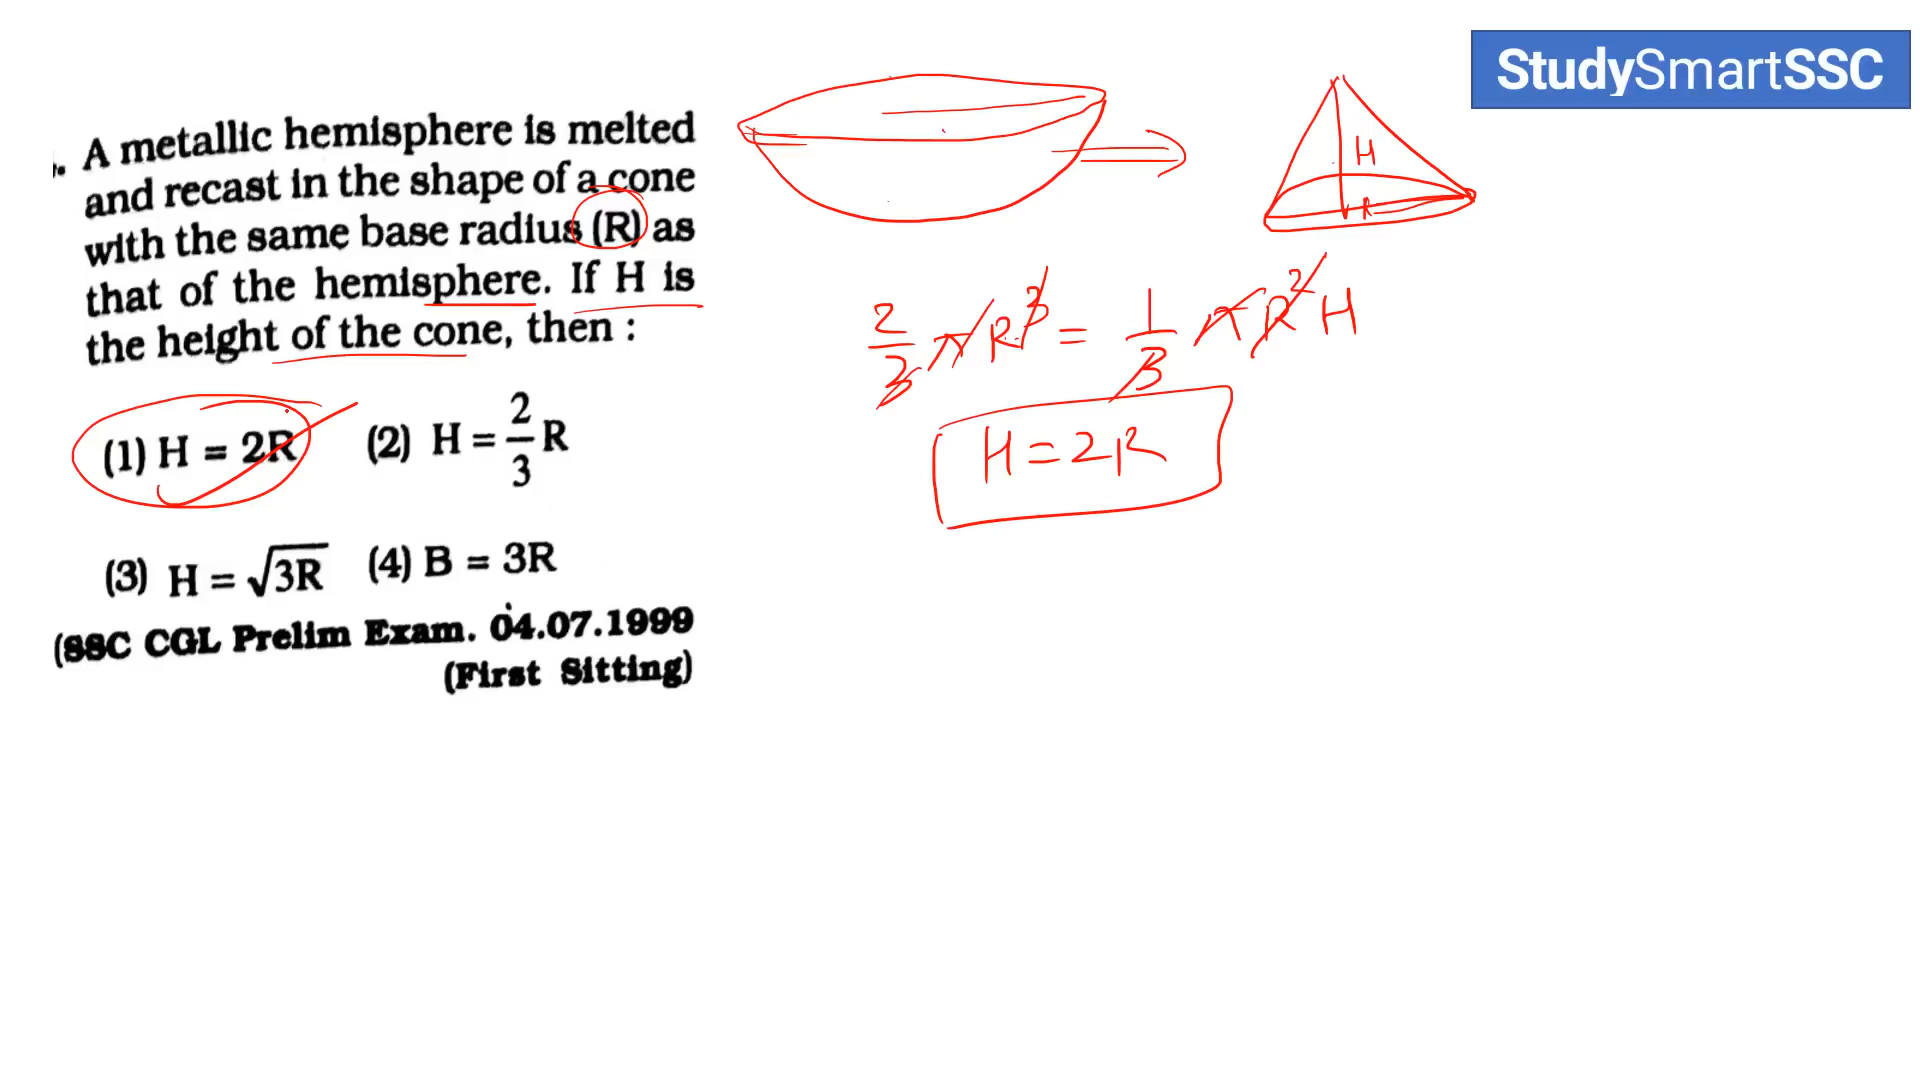 StudySmartSSC
. A metallic hemisphere is melted
and recast in the shape of a cone
with the same base radius (R) as
that of the hemisphere. If H is
the height of the cone, then :
(1) H = 2R (2) H = 2/3 R
(3) H = √3R (4) B = 3R
(SSC CGL Prelim Exam. 04.07.1999
(First Sitting)
H
R
2/3 πR³ = 1/3 πR²H
H = 2R